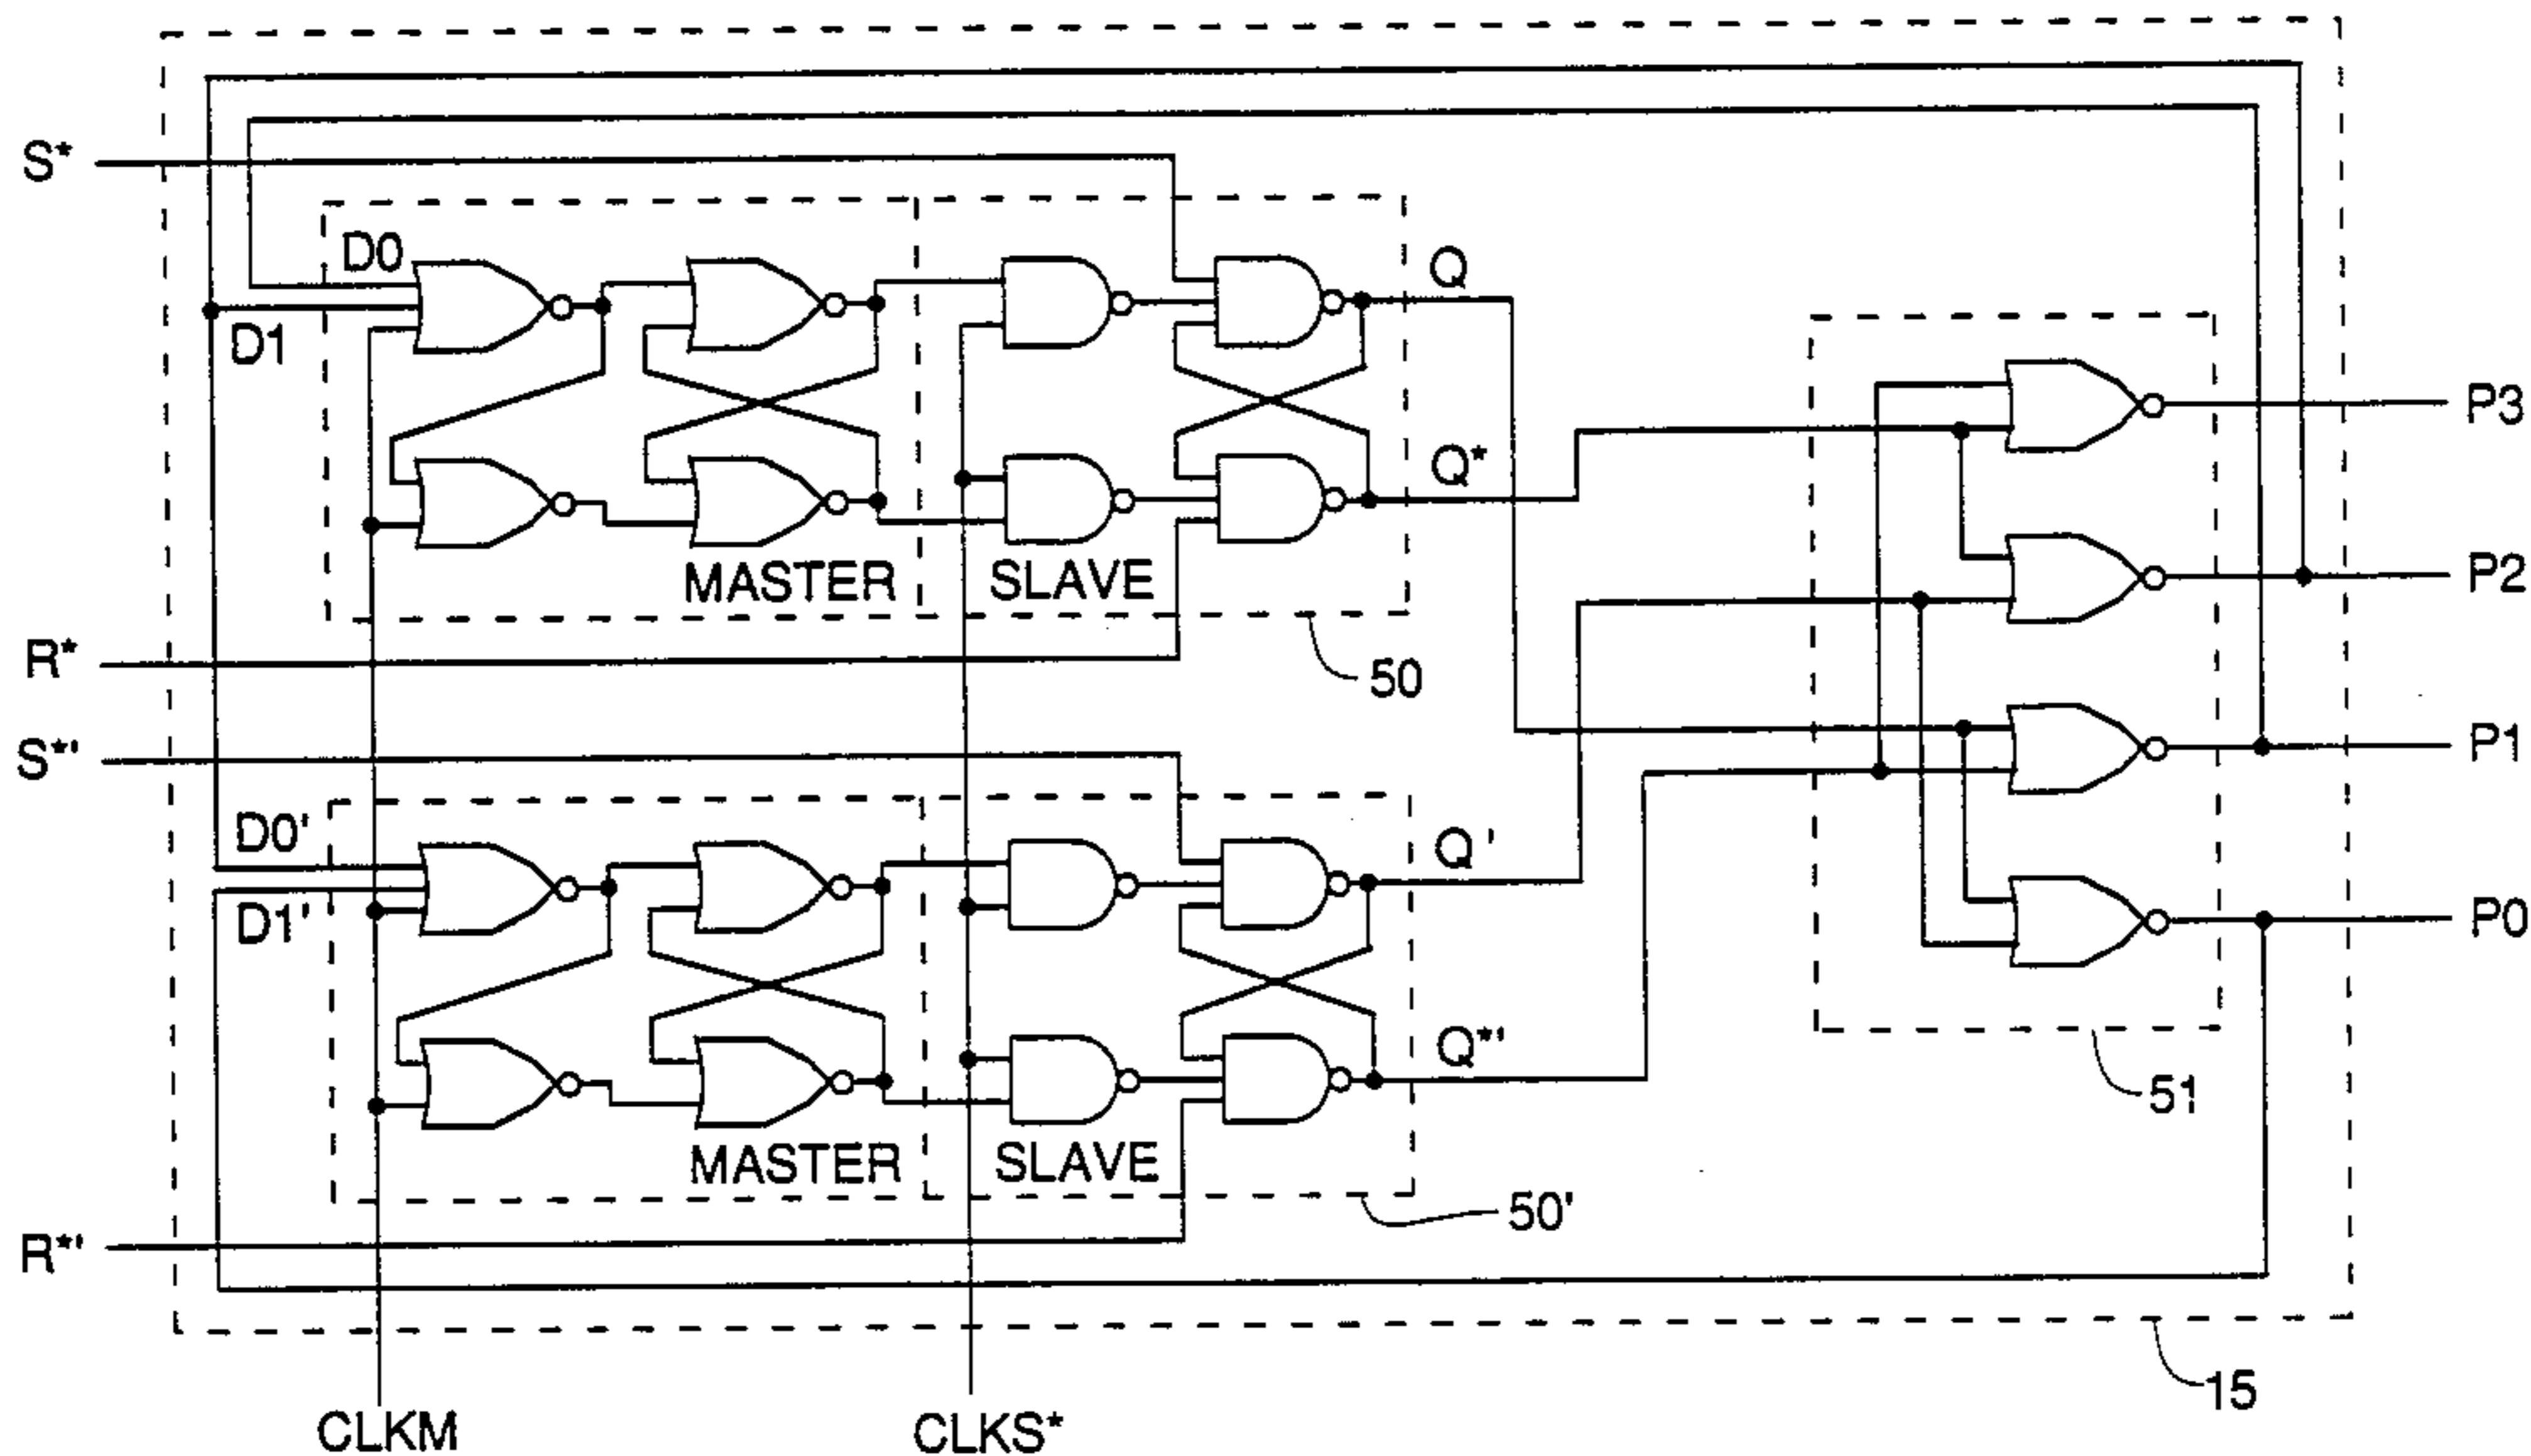 S*
D0
D1
Q
Q*
MASTER
SLAVE
R*
50
S*'
D0'
D1'
Q'
Q*'
MASTER
SLAVE
50'
R*'
P3
P2
P1
P0
51
15
CLKM
CLKS*